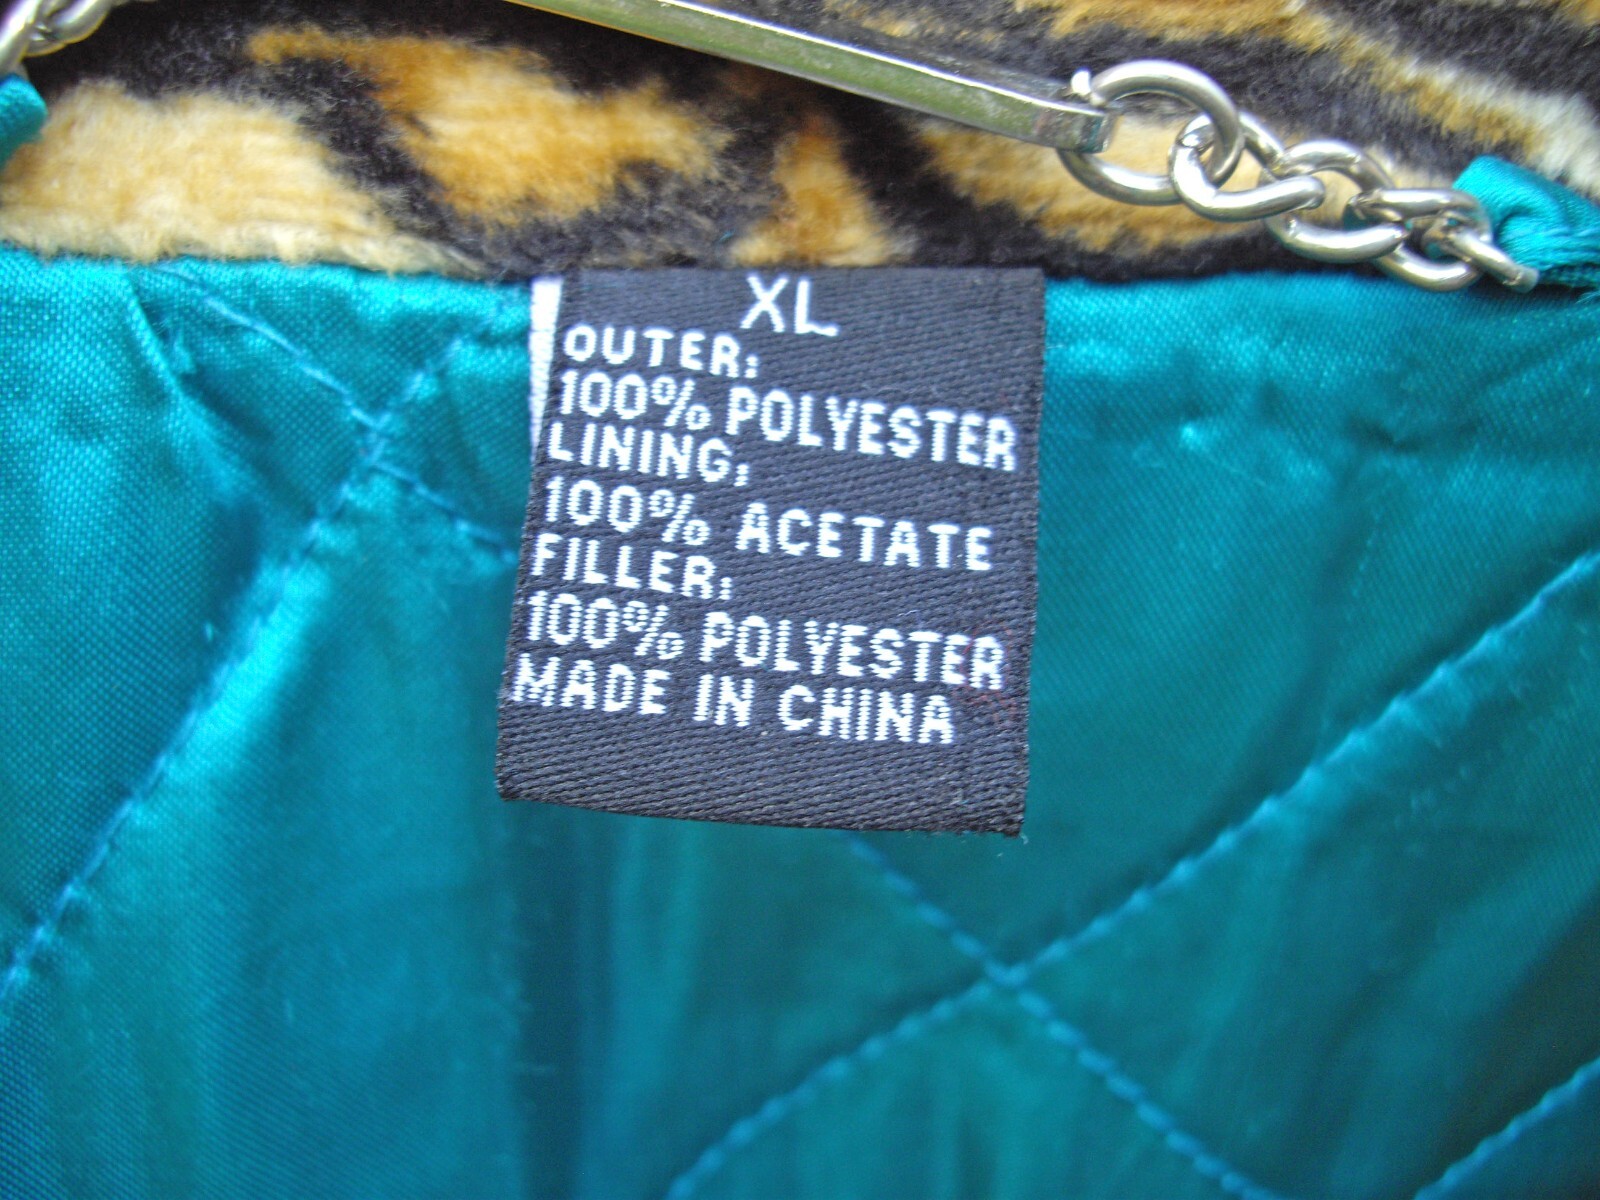 XL
OUTER:
100% POLYESTER
LINING:
100% ACETATE
FILLER:
100% POLYESTER
MADE IN CHINA